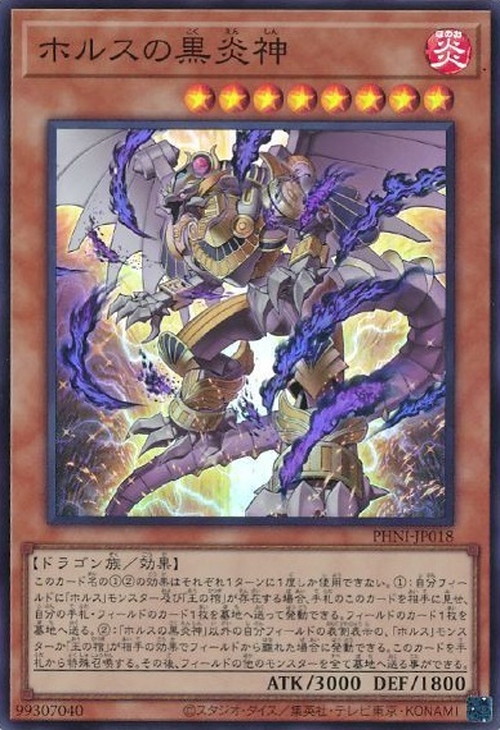 ホルスの黒炎神
炎
PHNI-JP018
【ドラゴン族／効果】
このカード名の①②の効果はそれぞれ１ターンに１度しか使用できない。①：自分フィー
ルドに「ホルス」モンスター及び「王の棺」が存在する場合、手札のこのカードを相手に見せ、
自分の手札・フィールドのカード１枚を墓地へ送って発動できる。フィールドのカード１枚を
墓地へ送る。②：「ホルスの黒炎神」以外の自分フィールドの表側表示の、「ホルス」モンス
ターか「王の棺」が相手の効果でフィールドから離れた場合に発動できる。このカードを手
札から特殊召喚する。その後、フィールドの他のモンスターを全て墓地へ送る事ができる。
ATK/3000 DEF/1800
99307040
©スタジオ・ダイス／集英社・テレビ東京・KONAMI